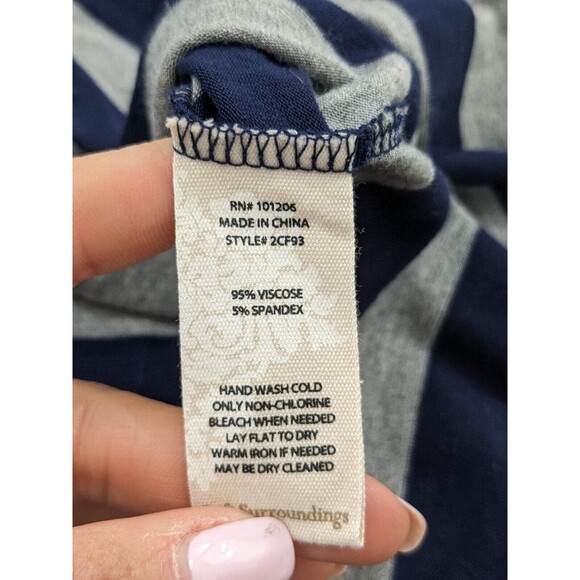 RN# 101206
MADE IN CHINA
STYLE# 2CF93
95% VISCOSE
5% SPANDEX
HAND WASH COLD
ONLY NON-CHLORINE
BLEACH WHEN NEEDED
LAY FLAT TO DRY
WARM IRON IF NEEDED
MAY BE DRY CLEANED
& Surroundings